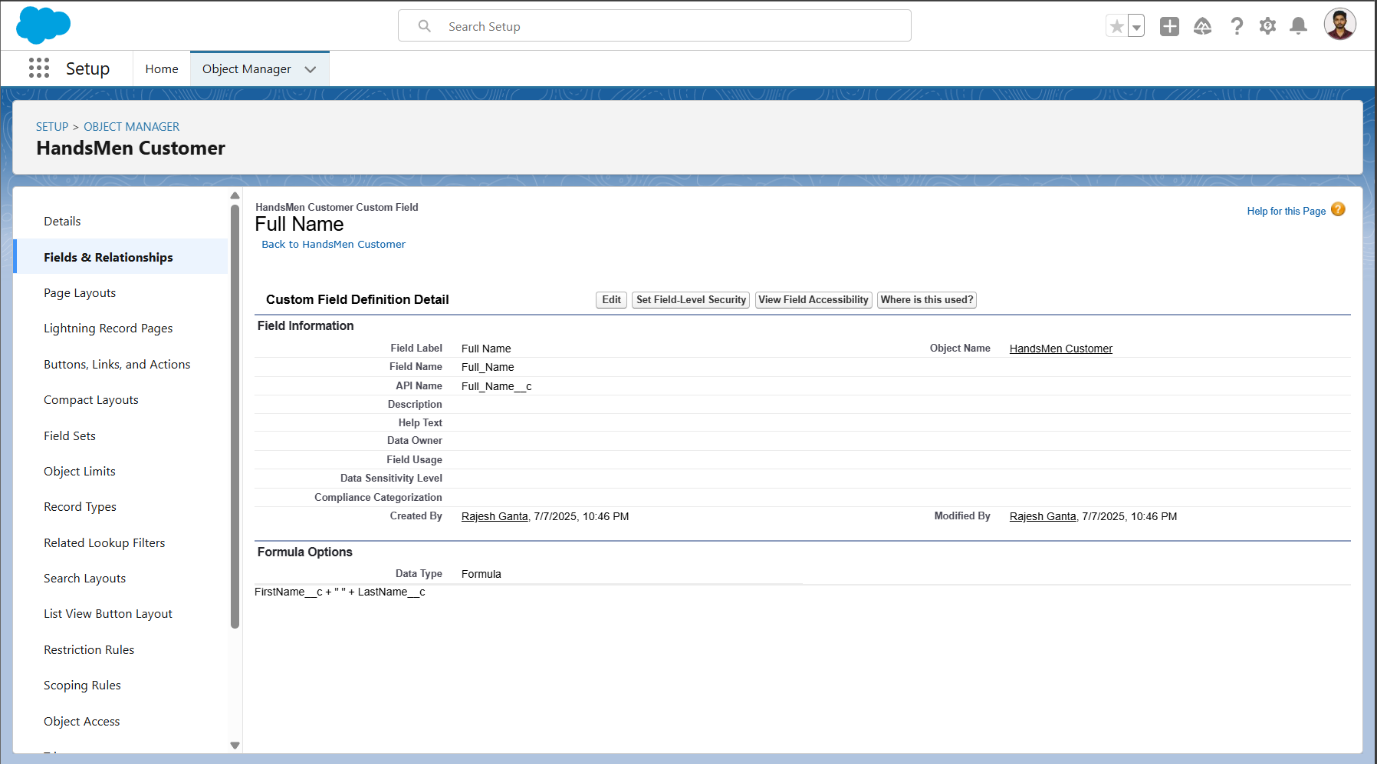 Search Setup
Setup
Home
Object Manager
SETUP > OBJECT MANAGER
HandsMen Customer
Details
Fields & Relationships
Page Layouts
Lightning Record Pages
Buttons, Links, and Actions
Compact Layouts
Field Sets
Object Limits
Record Types
Related Lookup Filters
Search Layouts
List View Button Layout
Restriction Rules
Scoping Rules
Object Access
HandsMen Customer Custom Field
Full Name
Back to HandsMen Customer
Help for this Page ?
Custom Field Definition Detail
Edit Set Field-Level Security View Field Accessibility Where is this used?
Field Information
Field Label Full Name Object Name HandsMen Customer
Field Name Full_Name
API Name Full_Name__c
Description
Help Text
Data Owner
Field Usage
Data Sensitivity Level
Compliance Categorization
Created By Rajesh Ganta, 7/7/2025, 10:46 PM Modified By Rajesh Ganta, 7/7/2025, 10:46 PM
Formula Options
Data Type Formula
FirstName__c + " " + LastName__c